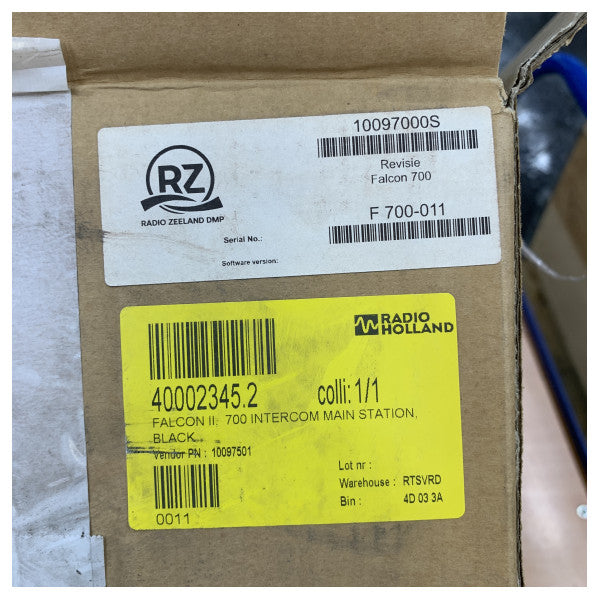 10097000S
Revisie
Falcon 700
RZ
RADIO ZEELAND DMP
F 700-011
Serial No.:
Software version:
RADIO
HOLLAND
40002345.2 colli: 1/1
FALCON II: 700 INTERCOM MAIN STATION,
BLACK
Vendor PN : 10097501
Lot nr :
Warehouse : RTSVRD
Bin : 4D 03 3A
0011